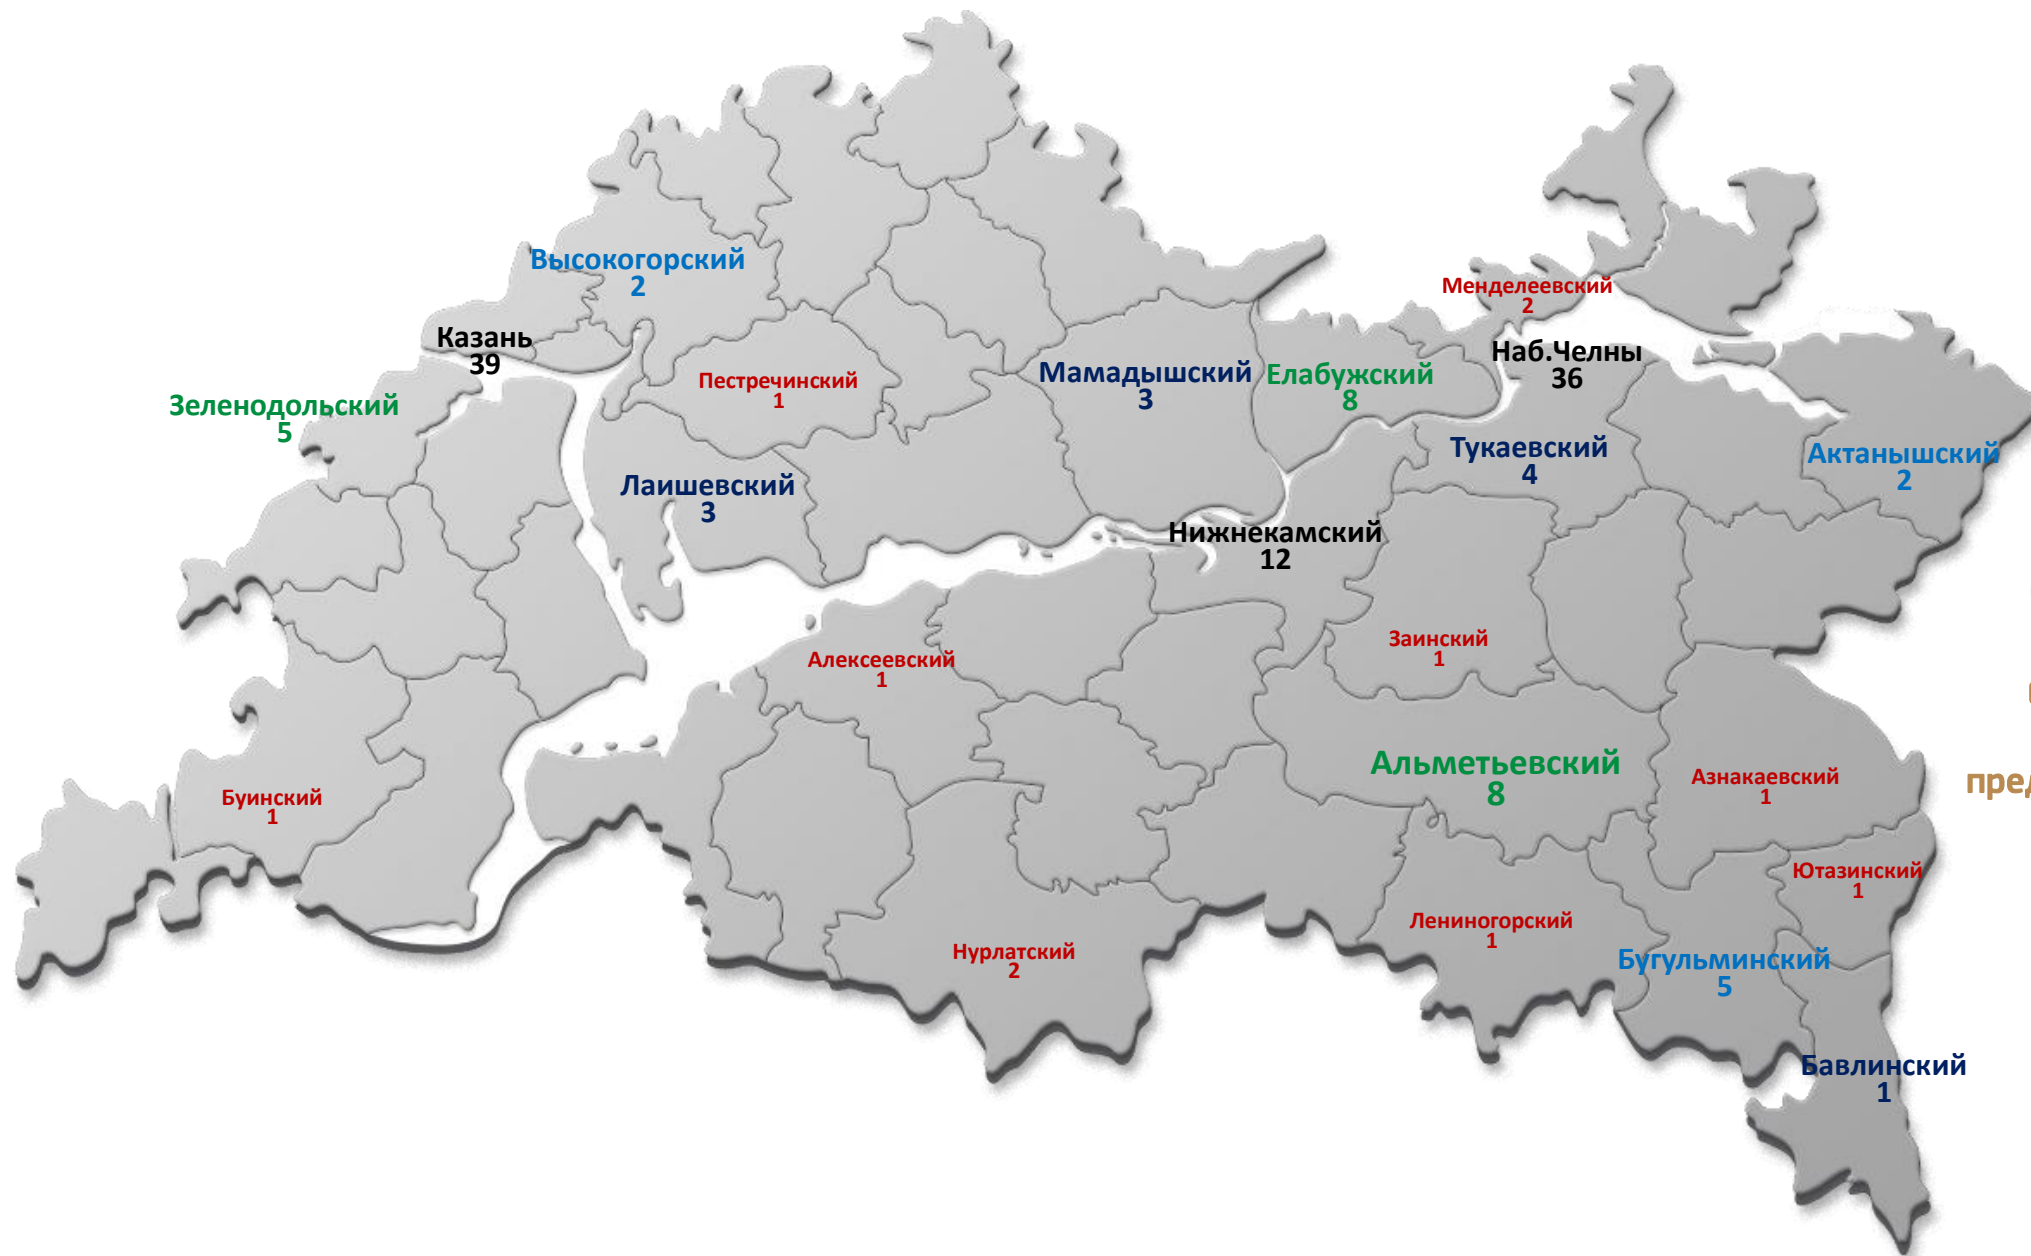 Высокогорский
2
Менделеевский
2
Казань
39
Наб.Челны
36
Пестречинский
1
Мамадышский
3
Елабужский
8
Зеленодольский
5
Тукаевский
4
Актанышский
2
Лаишевский
3
Нижнекамский
12
Заинский
1
Алексеевский
1
Альметьевский
8
Азнакаевский
1
Буинский
1
Ютазинский
1
Лениногорский
1
Нурлатский
2
Бугульминский
5
Бавлинский
1